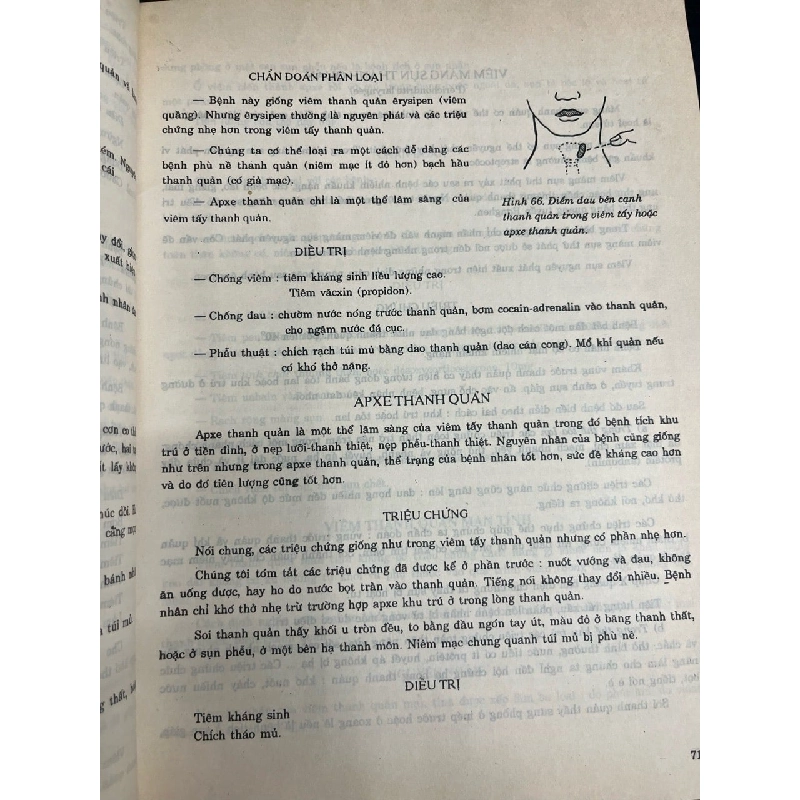 CHẨN ĐOÁN PHÂN LOẠI
— Bệnh này giống viêm thanh quản êrysipen (viêm
quầng). Nhưng êrysipen thường là nguyên phát và các triệu
chứng nhẹ hơn trong viêm tấy thanh quản.
— Chúng ta có thể loại ra một cách dễ dàng các
bệnh phù nề thanh quản (niêm mạc ít đỏ hơn) bạch hầu
thanh quản (có giả mạc).
— Apxe thanh quản chỉ là một thể lâm sàng của
viêm tấy thanh quản.
Hình 66. Điểm đau bên cạnh
thanh quản trong viêm tấy hoặc
apxe thanh quản.
ĐIỀU TRỊ
— Chống viêm : tiêm kháng sinh liều lượng cao.
Tiêm văcxin (propidon).
— Chống đau : chườm nước nóng trước thanh quản, bơm cocain-adrenalin vào thanh quản,
cho ngậm nước đá cục.
— Phẫu thuật : chích rạch túi mủ bằng dao thanh quản (dao cán cong). Mổ khí quản nếu
có khó thở nặng.
APXE THANH QUẢN
Apxe thanh quản là một thể lâm sàng của viêm tấy thanh quản trong đó bệnh tích khu
trú ở tiền đình, ở nẹp lưỡi-thanh thiệt, nẹp phễu-thanh thiệt. Nguyên nhân của bệnh cũng giống
như trên nhưng trong apxe thanh quản, thể trạng của bệnh nhân tốt hơn, sức đề kháng cao hơn
và do đó tiên lượng cũng tốt hơn.
TRIỆU CHỨNG
Nói chung, các triệu chứng giống như trong viêm tấy thanh quản nhưng có phần nhẹ hơn.
Chúng tôi tóm tắt các triệu chứng đã được kể ở phần trước : nuốt vướng và đau, không
ăn uống được, hay ho do nước bọt tràn vào thanh quản. Tiếng nói không thay đổi nhiều. Bệnh
nhân chỉ khó thở nhẹ trừ trường hợp apxe khu trú ở trong lòng thanh quản.
Soi thanh quản thấy khối u tròn đều, to bằng đầu ngón tay út, màu đỏ ở băng thanh thất,
hoặc ở sụn phễu, ở một bên hạ thanh môn. Niêm mạc chung quanh túi mủ bị phù nề.
ĐIỀU TRỊ
Tiêm kháng sinh
Chích tháo mủ.
71